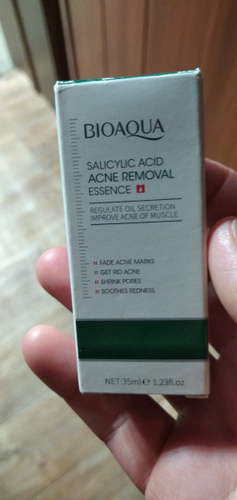 BIOAQUA
SALICYLIC ACID
ACNE REMOVAL
ESSENCE
REGULATE OIL SECRETION
IMPROVE ACNE OF MUSCLE
FADE ACNE MARKS
GET RID ACNE
SHRINK PORES
SOOTHES REDNESS
NET:35ml℮ 1.23fl.oz